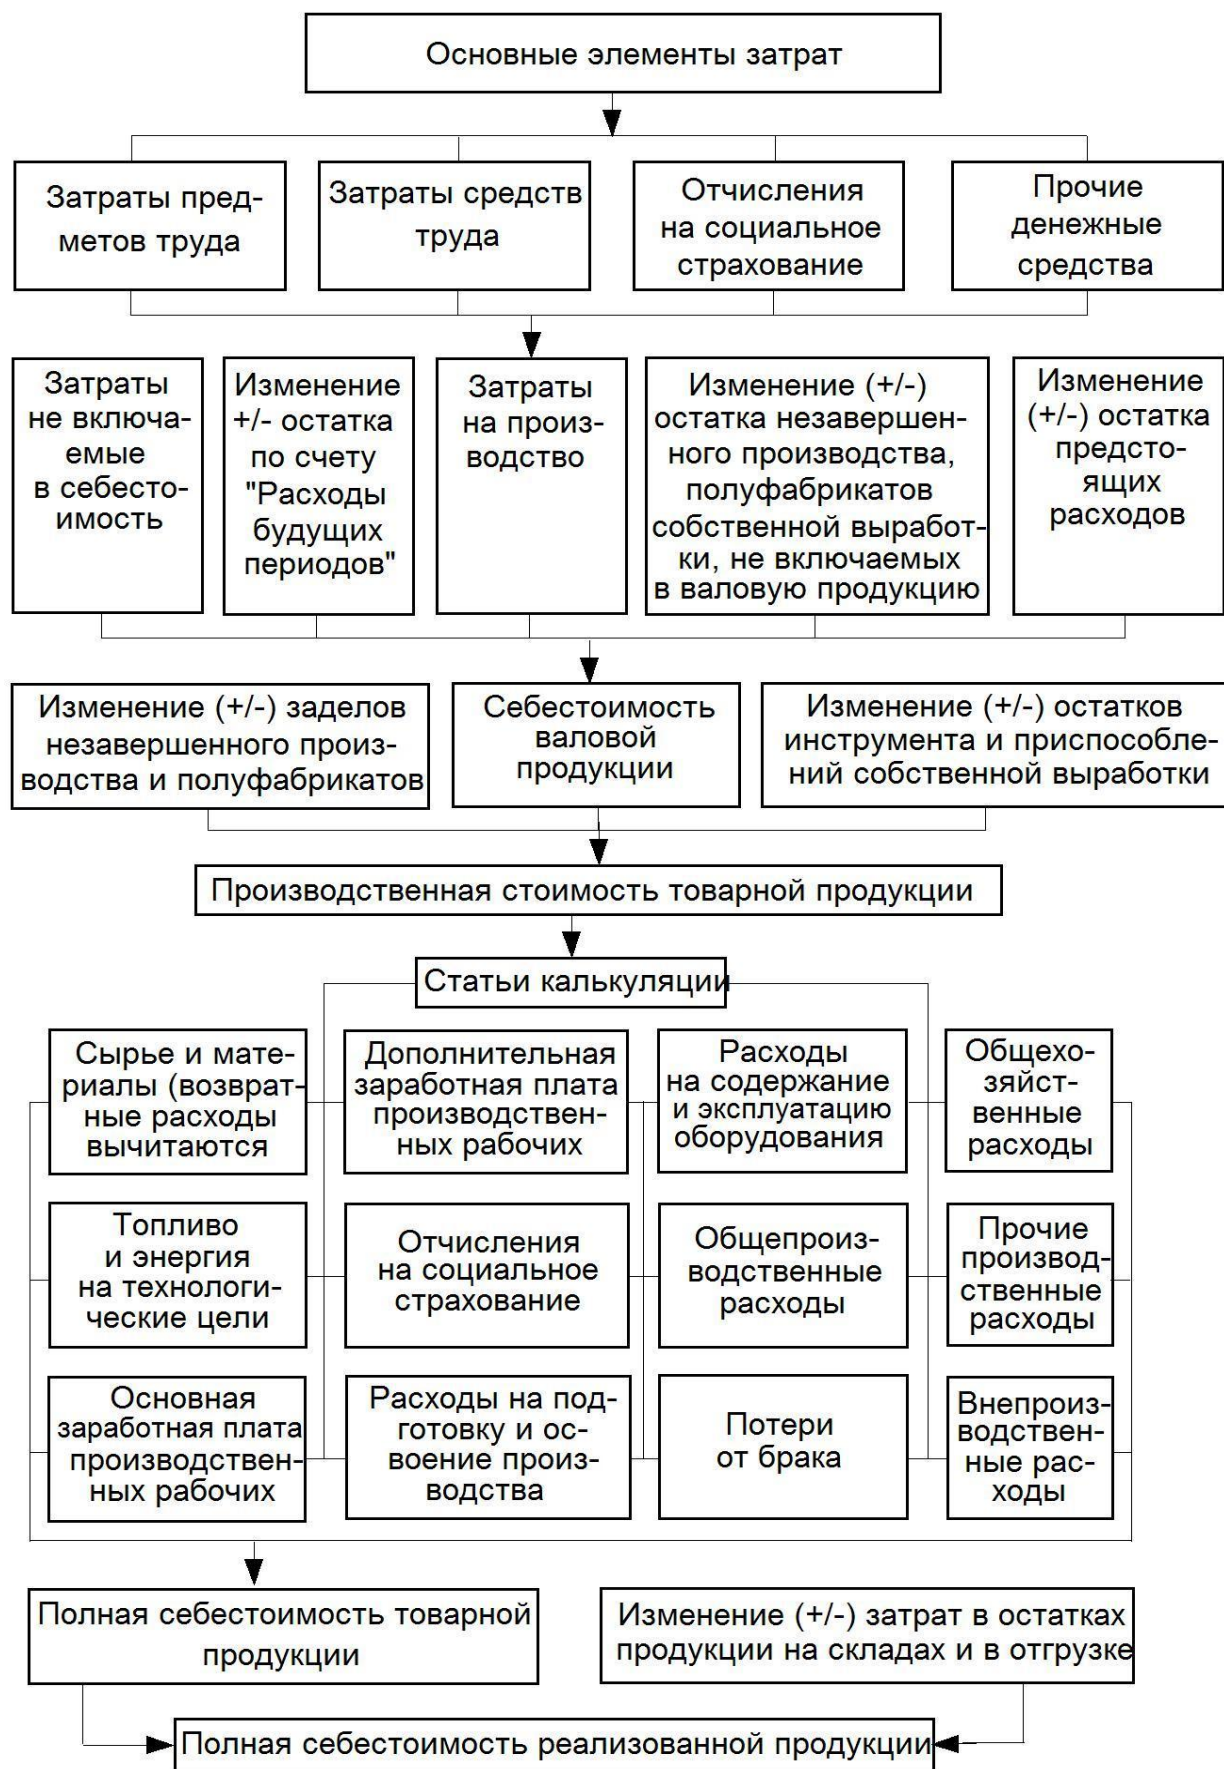 Основные элементы затрат
Затраты пред-
метов труда
Затраты средств
труда
Отчисления
на социальное
страхование
Прочие
денежные
средства
Затраты
не включа-
емые
в себесто-
имость
Изменение
+/- остатка
по счету
"Расходы
будущих
периодов"
Затраты
на произ-
водство
Изменение (+/-)
остатка незавершен-
ного производства,
полуфабрикатов
собственной выработ-
ки, не включаемых
в валовую продукцию
Изменение
(+/-) остатка
предсто-
ящих
расходов
Изменение (+/-) заделов
незавершенного произ-
водства и полуфабрикатов
Себестоимость
валовой
продукции
Изменение (+/-) остатков
инструмента и приспособле-
ний собственной выработки
Производственная стоимость товарной продукции
Статьи калькуляции
Сырье и мате-
риалы (возврат-
ные расходы
вычитаются
Дополнительная
заработная плата
производствен-
ных рабочих
Расходы
на содержание
и эксплуатацию
оборудования
Общехо-
зяйст-
венные
расходы
Топливо
и энергия
на технологи-
ческие цели
Отчисления
на социальное
страхование
Общепроиз-
водственные
расходы
Прочие
производ-
ственные
расходы
Основная
заработная плата
производствен-
ных рабочих
Расходы на под-
готовку и ос-
воение произ-
водства
Потери
от брака
Внепроиз-
водствен-
ные рас-
ходы
Полная себестоимость товарной
продукции
Изменение (+/-) затрат в остатках
продукции на складах и в отгрузке
Полная себестоимость реализованной продукции